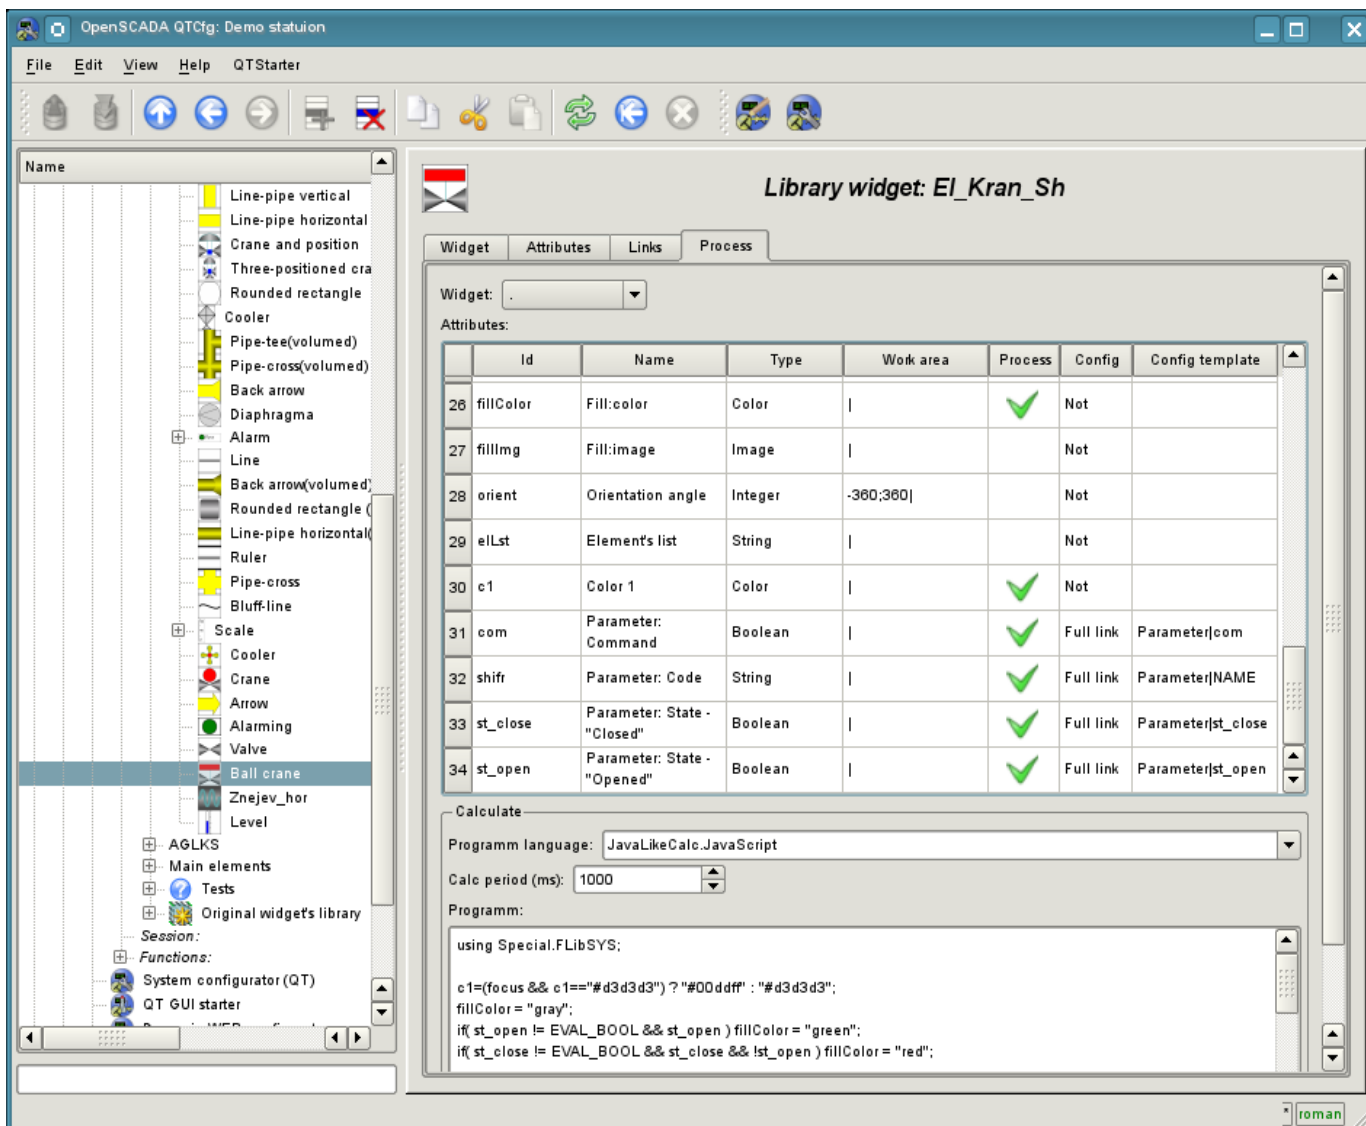 OpenSCADA QTCfg: Demo statuion
File Edit View Help QTStarter
Name
Line-pipe vertical
Line-pipe horizontal
Crane and position
Three-positioned cra
Rounded rectangle
Cooler
Pipe-tee(volumed)
Pipe-cross(volumed)
Back arrow
Diaphragma
Alarm
Line
Back arrow(volumed)
Rounded rectangle (
Line-pipe horizontal(
Ruler
Pipe-cross
Bluff-line
Scale
Cooler
Crane
Arrow
Alarming
Valve
Ball crane
Znejev_hor
Level
AGLKS
Main elements
Tests
Original widget's library
Session:
Functions:
System configurator (QT)
QT GUI starter
Library widget: El_Kran_Sh
Widget Attributes Links Process
Widget: .
Attributes:
Id Name Type Work area Process Config Config template
26 fillColor Fill:color Color | Not
27 fillImg Fill:image Image | Not
28 orient Orientation angle Integer -360;360| Not
29 elLst Element's list String | Not
30 c1 Color 1 Color | Not
31 com Parameter: Command Boolean | Full link Parameter|com
32 shifr Parameter: Code String | Full link Parameter|NAME
33 st_close Parameter: State - "Closed" Boolean | Full link Parameter|st_close
34 st_open Parameter: State - "Opened" Boolean | Full link Parameter|st_open
Calculate
Programm language: JavaLikeCalc.JavaScript
Calc period (ms): 1000
Programm:
using Special.FLibSYS;
c1=(focus && c1=="#d3d3d3") ? "#00ddff" : "#d3d3d3";
fillColor = "gray";
if( st_open != EVAL_BOOL && st_open ) fillColor = "green";
if( st_close != EVAL_BOOL && st_close && !st_open ) fillColor = "red";
* roman